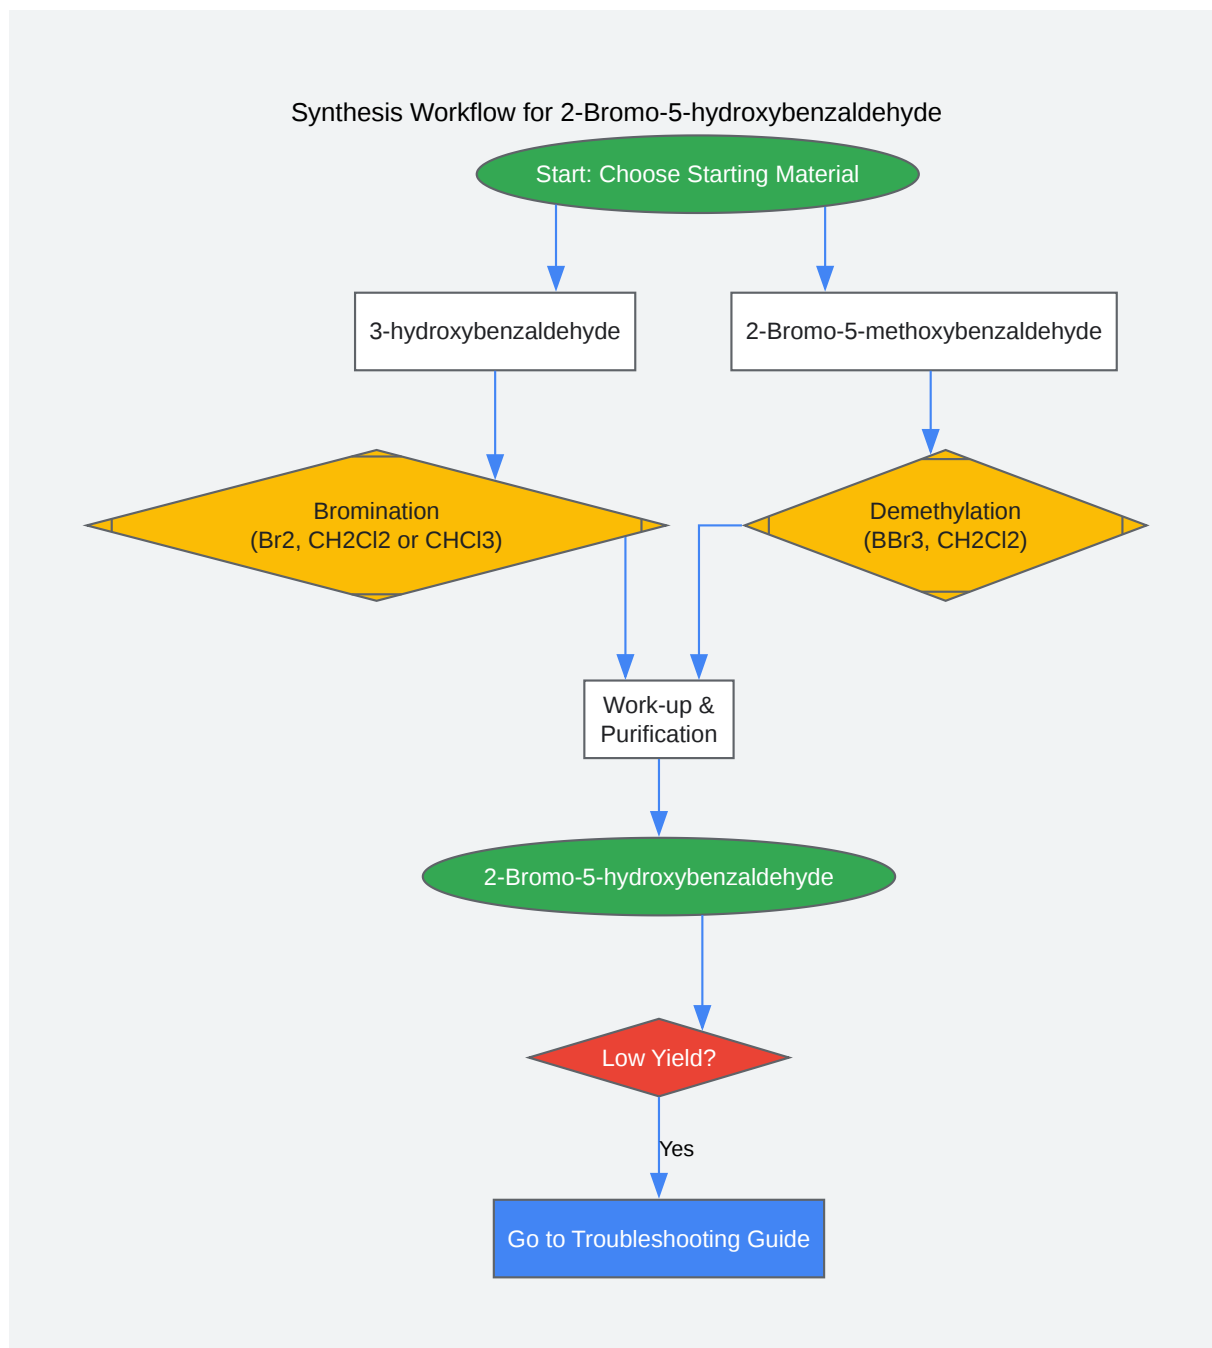 Synthesis Workflow for 2-Bromo-5-hydroxybenzaldehyde
Start: Choose Starting Material
3-hydroxybenzaldehyde
2-Bromo-5-methoxybenzaldehyde
Bromination
(Br2, CH2Cl2 or CHCl3)
Demethylation
(BBr3, CH2Cl2)
Work-up &
Purification
2-Bromo-5-hydroxybenzaldehyde
Low Yield?
Yes
Go to Troubleshooting Guide